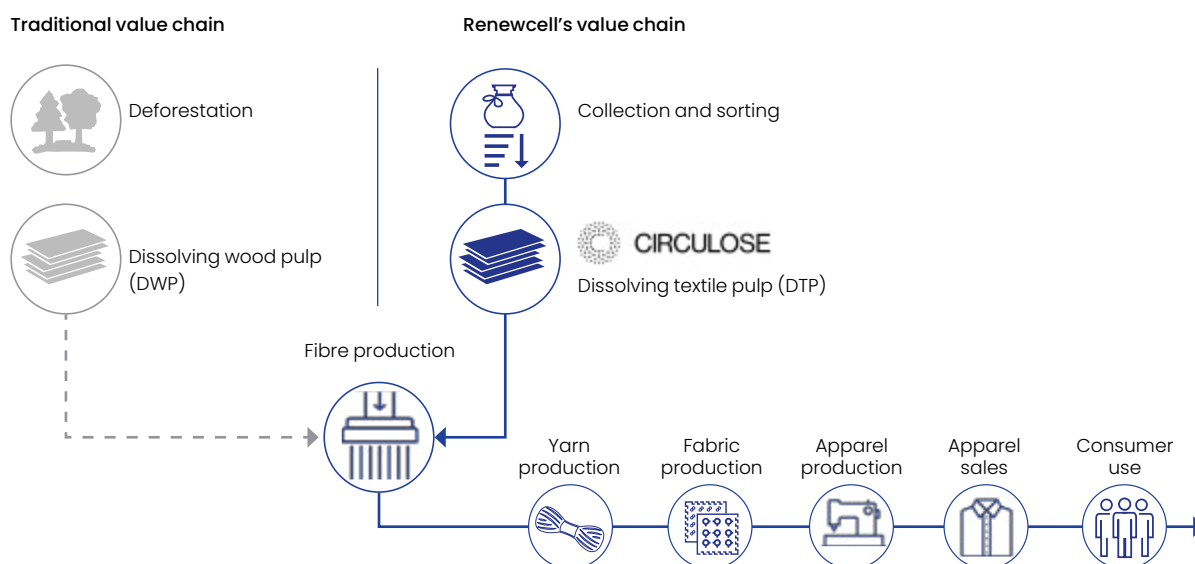 Traditional value chain
Renewcell's value chain
Deforestation
Collection and sorting
Dissolving wood pulp
(DWP)
CIRCULOSE
Dissolving textile pulp (DTP)
Fibre production
Yarn
production
Fabric
production
Apparel
production
Apparel
sales
Consumer
use